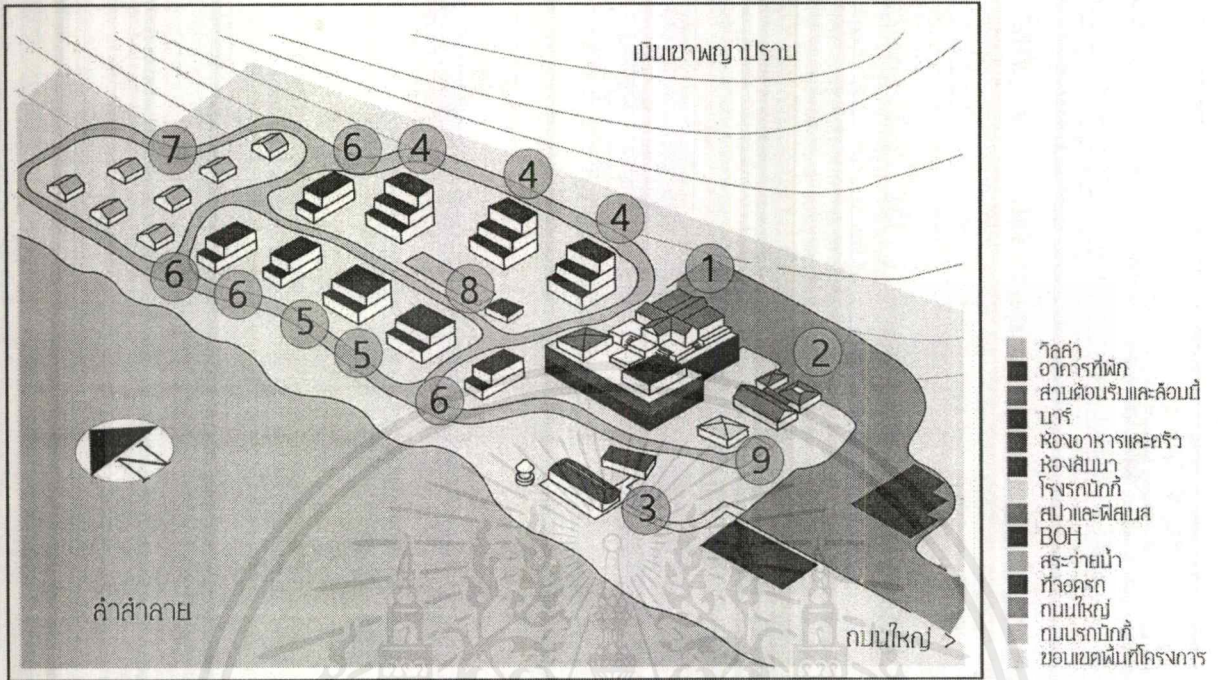 เนินเขาพญาปราบ
7
6
4
4
4
1
8
6
6
5
5
6
2
9
3
N
ลำสำลาย
ถนนใหญ่ >
วิลล่า
อาคารที่พัก
ส่วนต้อนรับและล็อบบี้
บาร์
ห้องอาหารและครัว
ห้องสัมนา
โรงรถบักกี้
สปาและฟิสเนส
BOH
สระว่ายน้ำ
ที่จอดรถ
ถนนใหญ่
ถนนรถบักกี้
ขอบเขตพื้นที่โครงการ